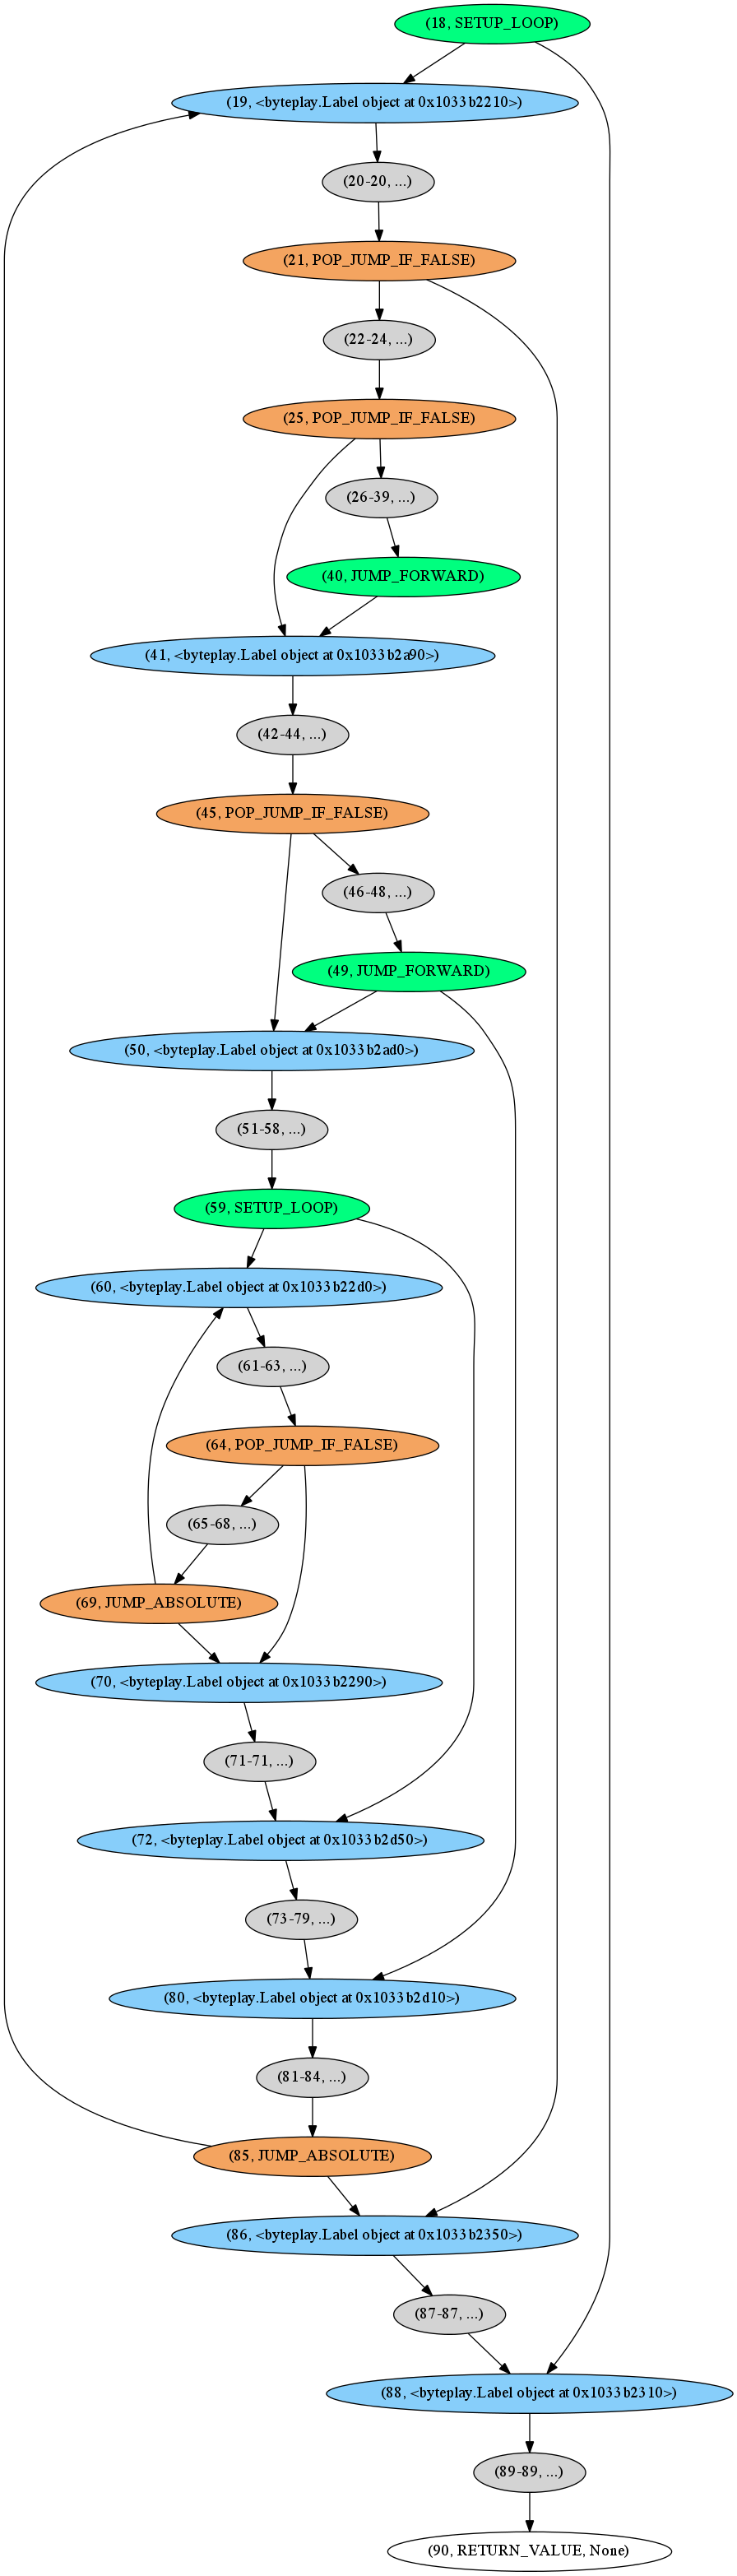 (18, SETUP_LOOP)
(19, <byteplay.Label object at 0x1033b2210>)
(20-20, ...)
(21, POP_JUMP_IF_FALSE)
(22-24, ...)
(25, POP_JUMP_IF_FALSE)
(26-39, ...)
(40, JUMP_FORWARD)
(41, <byteplay.Label object at 0x1033b2a90>)
(42-44, ...)
(45, POP_JUMP_IF_FALSE)
(46-48, ...)
(49, JUMP_FORWARD)
(50, <byteplay.Label object at 0x1033b2ad0>)
(51-58, ...)
(59, SETUP_LOOP)
(60, <byteplay.Label object at 0x1033b22d0>)
(61-63, ...)
(64, POP_JUMP_IF_FALSE)
(65-68, ...)
(69, JUMP_ABSOLUTE)
(70, <byteplay.Label object at 0x1033b2290>)
(71-71, ...)
(72, <byteplay.Label object at 0x1033b2d50>)
(73-79, ...)
(80, <byteplay.Label object at 0x1033b2d10>)
(81-84, ...)
(85, JUMP_ABSOLUTE)
(86, <byteplay.Label object at 0x1033b2350>)
(87-87, ...)
(88, <byteplay.Label object at 0x1033b2310>)
(89-89, ...)
(90, RETURN_VALUE, None)